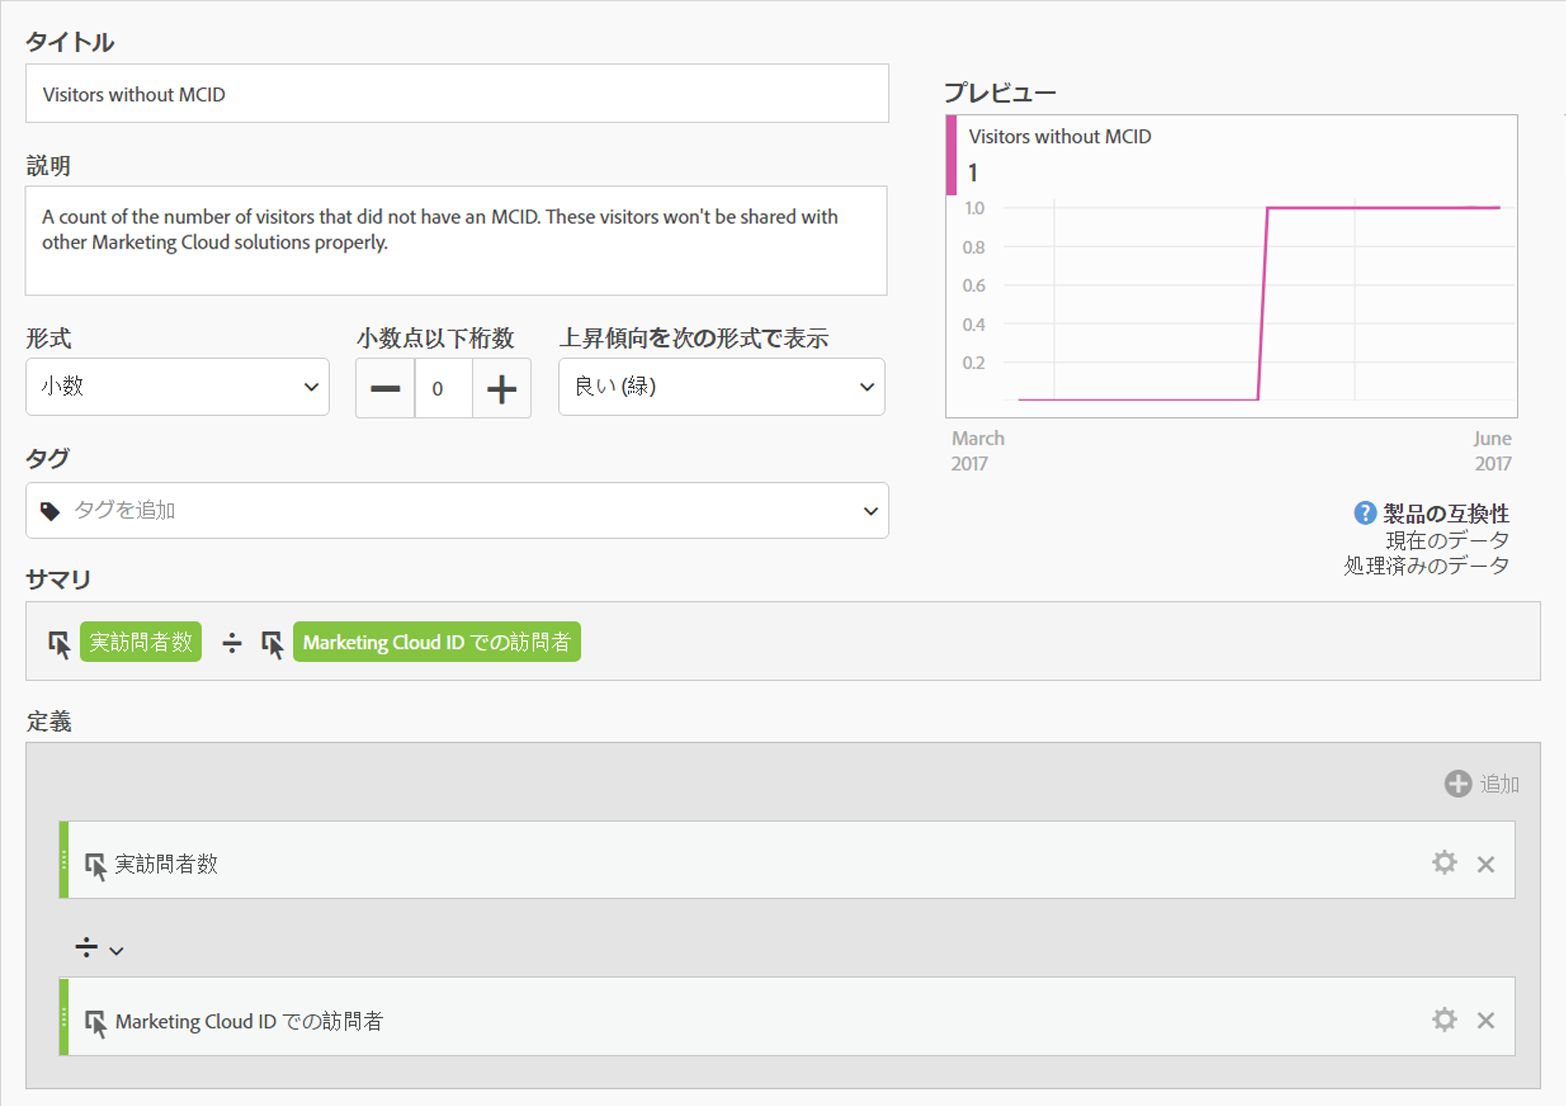 タイトル
Visitors without MCID
説明
A count of the number of visitors that did not have an MCID. These visitors won't be shared with
other Marketing Cloud solutions properly.
形式
小数
小数点以下桁数
0
上昇傾向を次の形式で表示
良い (緑)
タグ
タグを追加
プレビュー
Visitors without MCID
1
1.0
0.8
0.6
0.4
0.2
March
2017
June
2017
? 製品の互換性
現在のデータ
処理済みのデータ
サマリ
実訪問者数 ÷ Marketing Cloud ID での訪問者
定義
追加
実訪問者数
÷
Marketing Cloud ID での訪問者